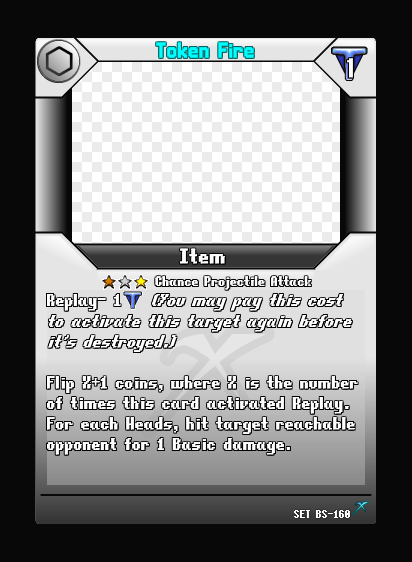 Token Fire
1
Item
Chance Projectile Attack
Replay- 1 (You may pay this cost
to activate this target again before
it's destroyed.)
Flip X+1 coins, where X is the number
of times this card activated Replay.
For each Heads, hit target reachable
opponent for 1 Basic damage.
SET BS-160